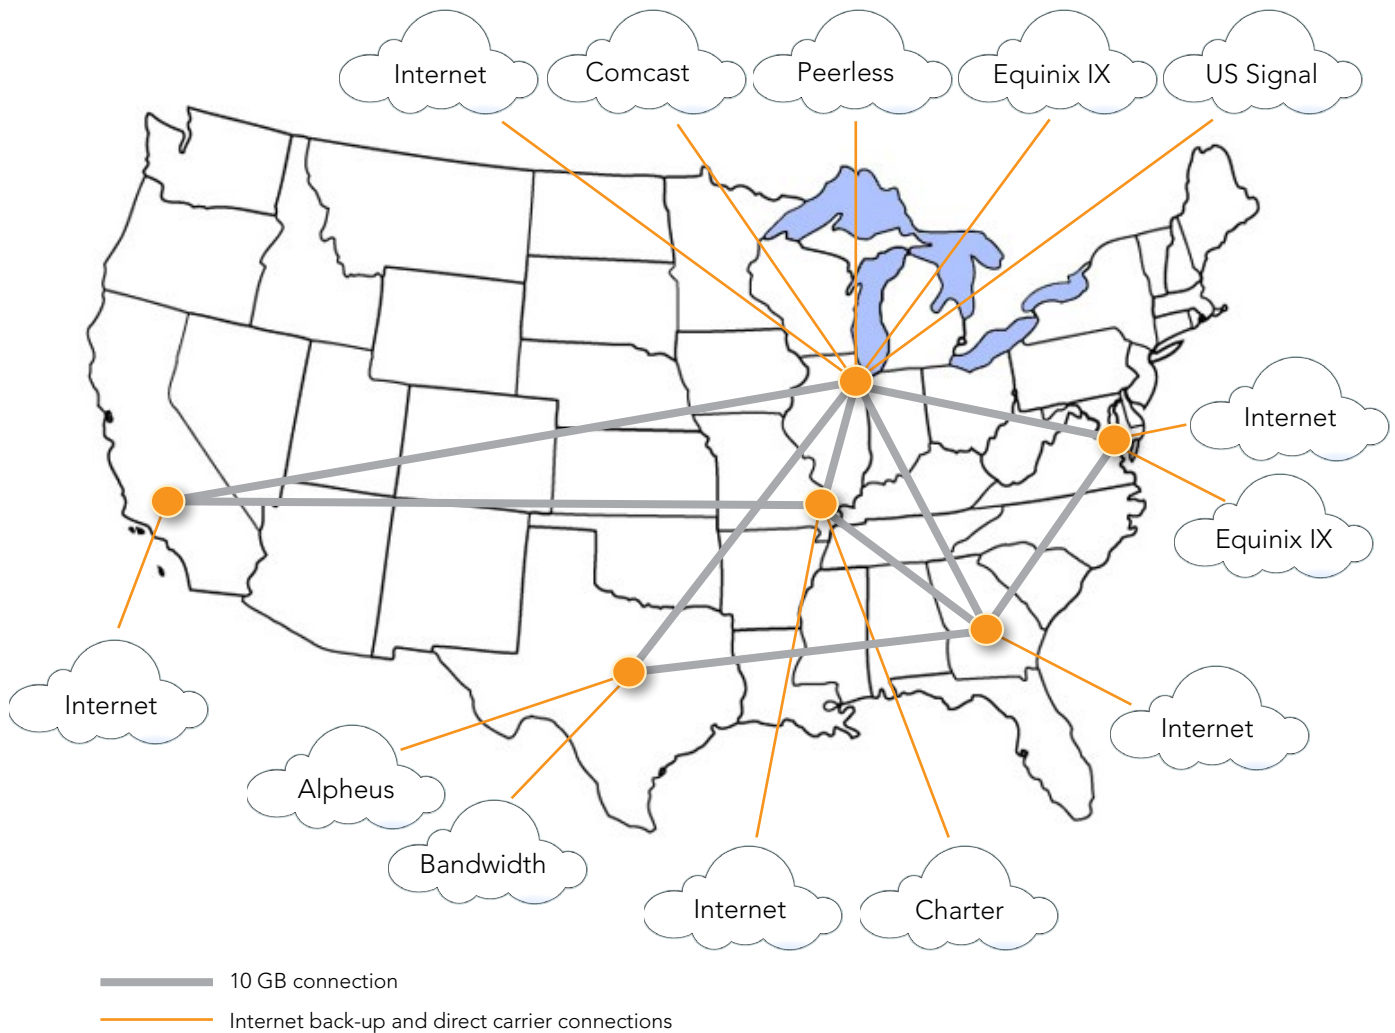 Internet
Comcast
Peerless
Equinix IX
US Signal
Internet
Equinix IX
Internet
Internet
Alpheus
Bandwidth
Internet
Charter
10 GB connection
Internet back-up and direct carrier connections